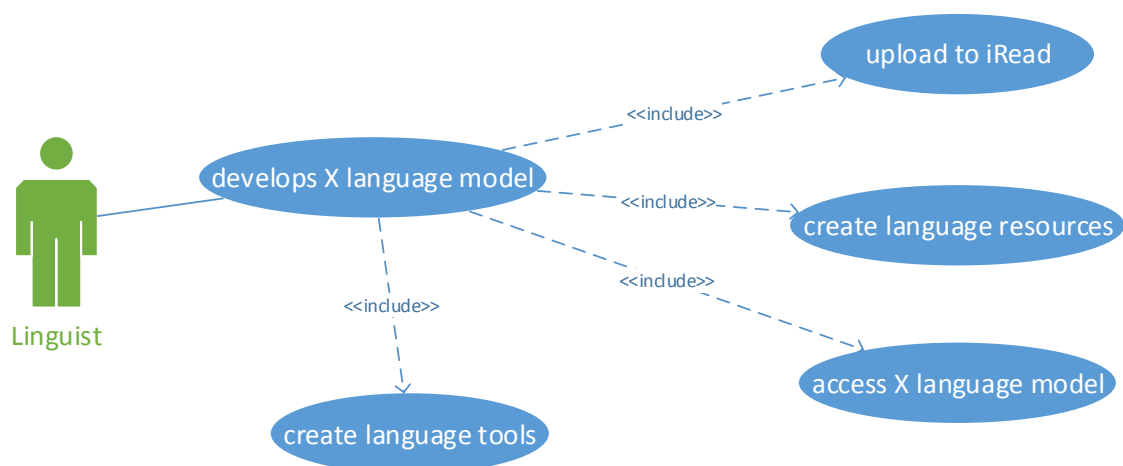 upload to iRead
<<include>>
develops X language model
<<include>>
create language resources
<<include>>
<<include>>
Linguist
access X language model
create language tools